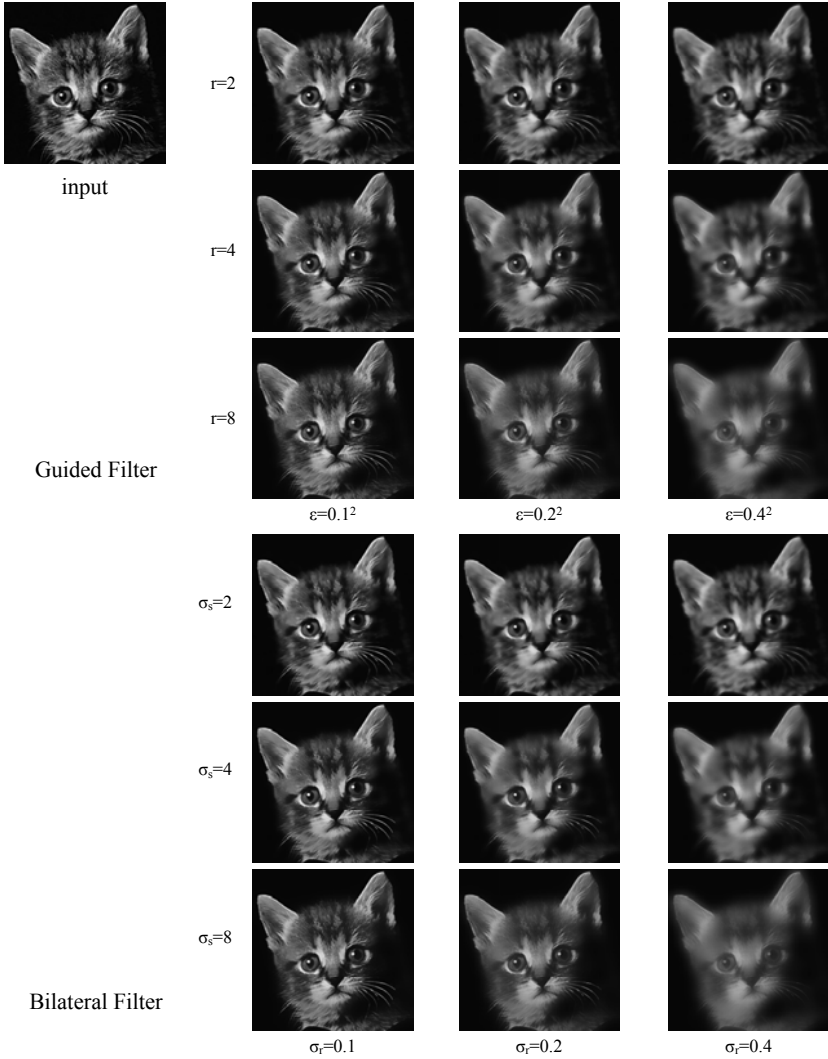 input
r=2
r=4
r=8
Guided Filter
ε=0.1²
ε=0.2²
ε=0.4²
σₛ=2
σₛ=4
σₛ=8
Bilateral Filter
σᵣ=0.1
σᵣ=0.2
σᵣ=0.4